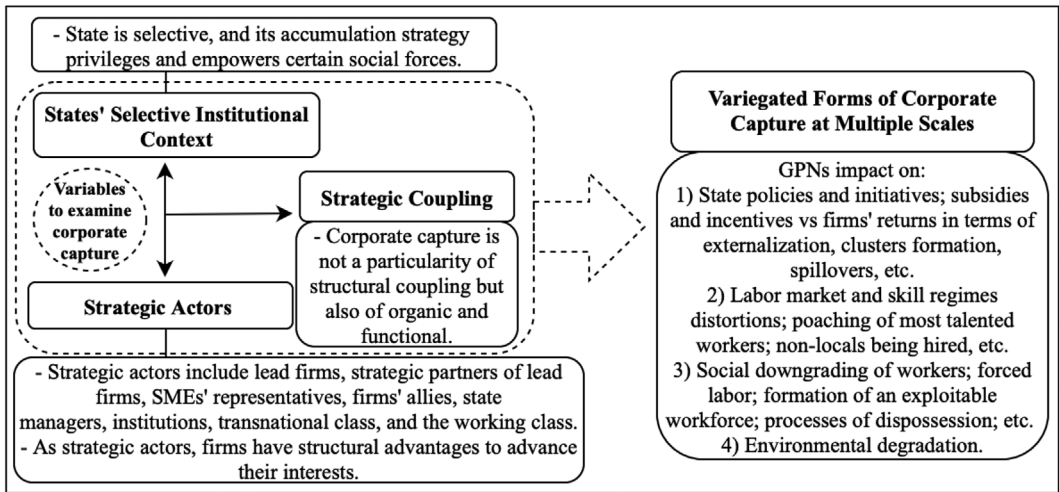 - State is selective, and its accumulation strategy
privileges and empowers certain social forces.
States' Selective Institutional
Context
Variables
to examine
corporate
capture
Strategic Coupling
- Corporate capture is
not a particularity of
structural coupling but
also of organic and
functional.
Strategic Actors
- Strategic actors include lead firms, strategic partners of lead
firms, SMEs' representatives, firms' allies, state
managers, institutions, transnational class, and the working class.
- As strategic actors, firms have structural advantages to advance
their interests.
Variegated Forms of Corporate
Capture at Multiple Scales
GPNs impact on:
1) State policies and initiatives; subsidies
and incentives vs firms' returns in terms of
externalization, clusters formation,
spillovers, etc.
2) Labor market and skill regimes
distortions; poaching of most talented
workers; non-locals being hired, etc.
3) Social downgrading of workers; forced
labor; formation of an exploitable
workforce; processes of dispossession; etc.
4) Environmental degradation.